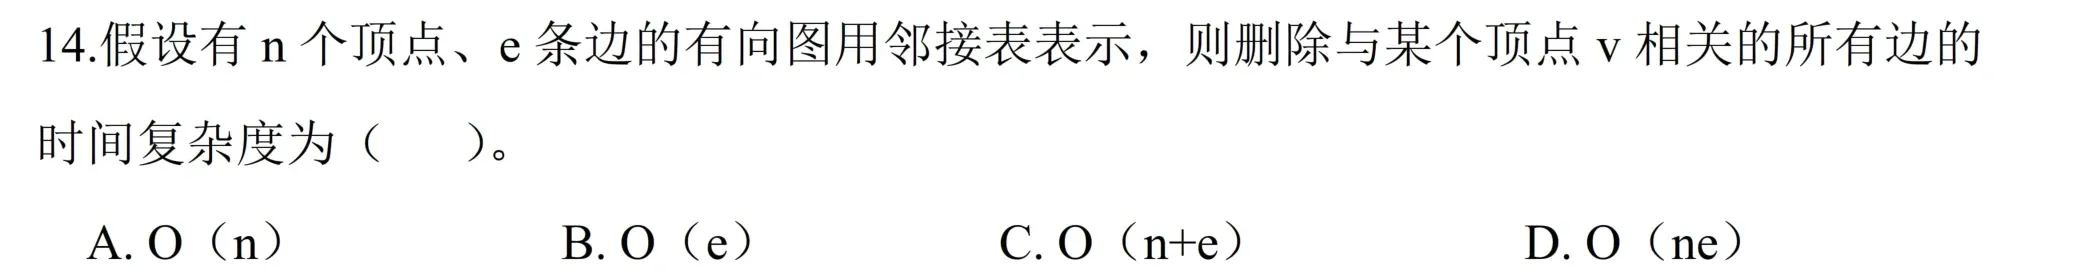 14.假设有 n 个顶点、e 条边的有向图用邻接表表示，则删除与某个顶点 v 相关的所有边的
时间复杂度为（　　）。
A. O（n）　　B. O（e）　　C. O（n+e）　　D. O（ne）